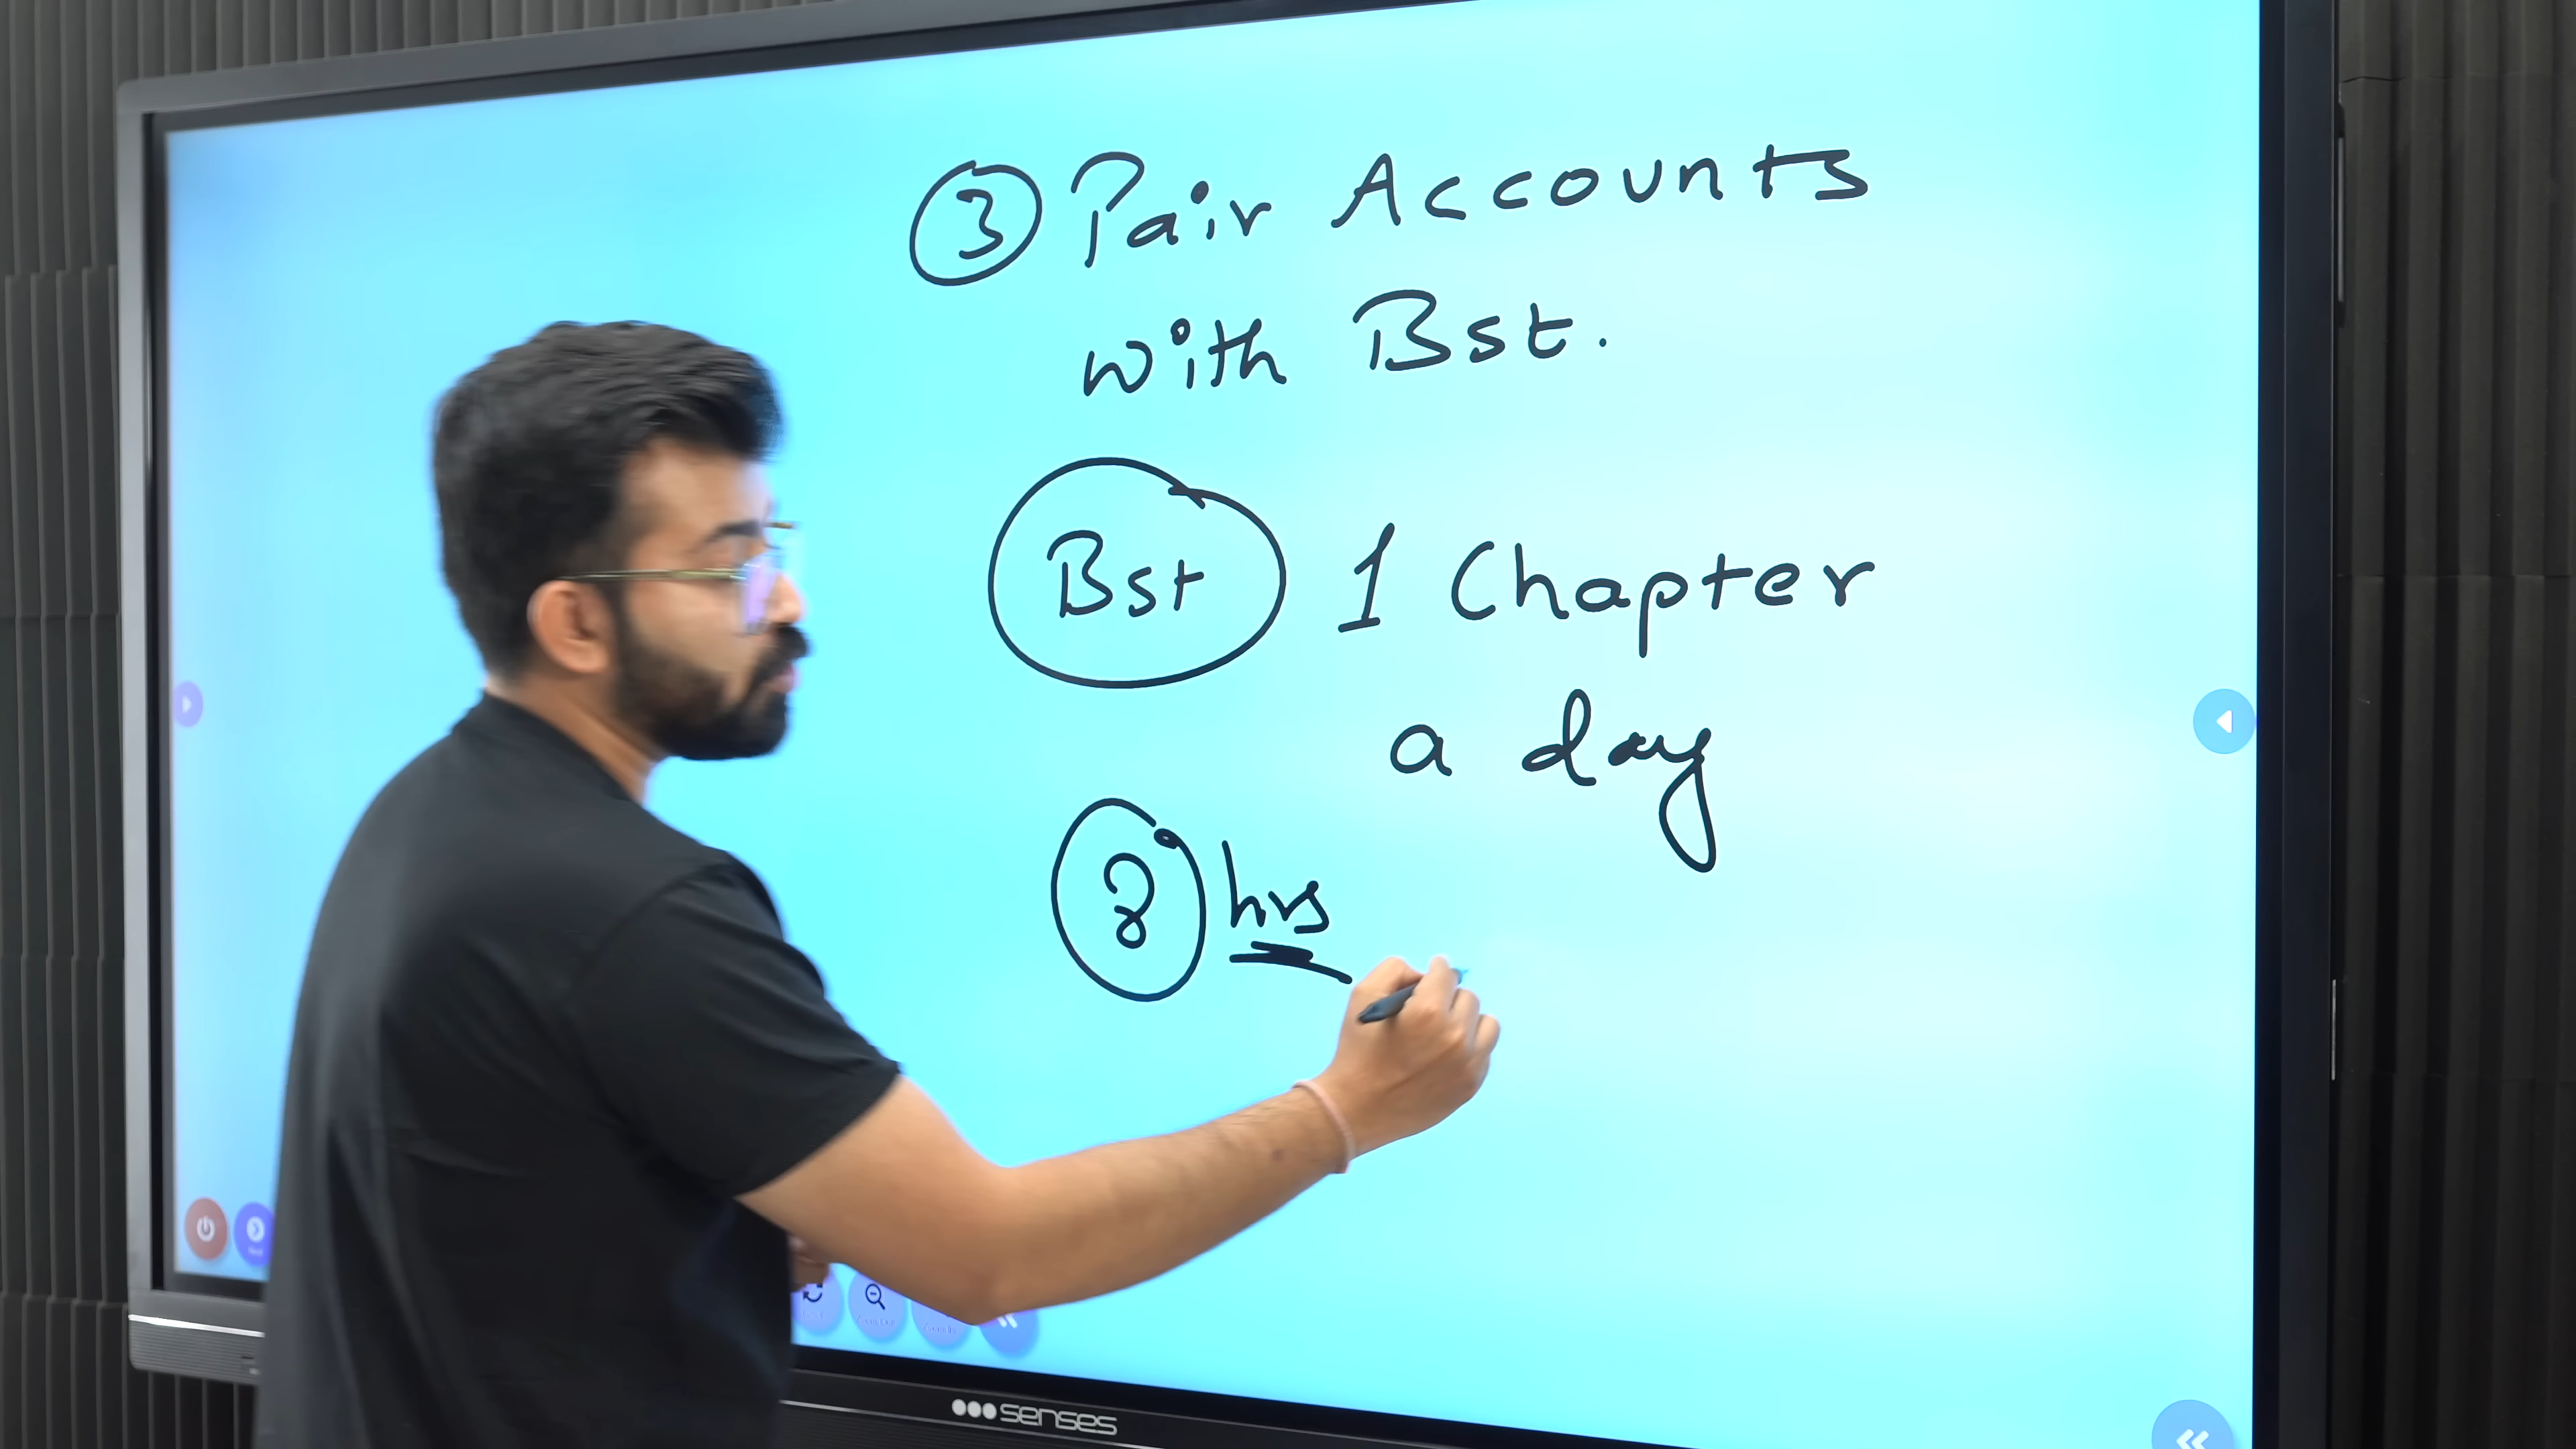 ③ Pair Accounts
with Bst.
Bst 1 Chapter
a day
8 hrs
senses